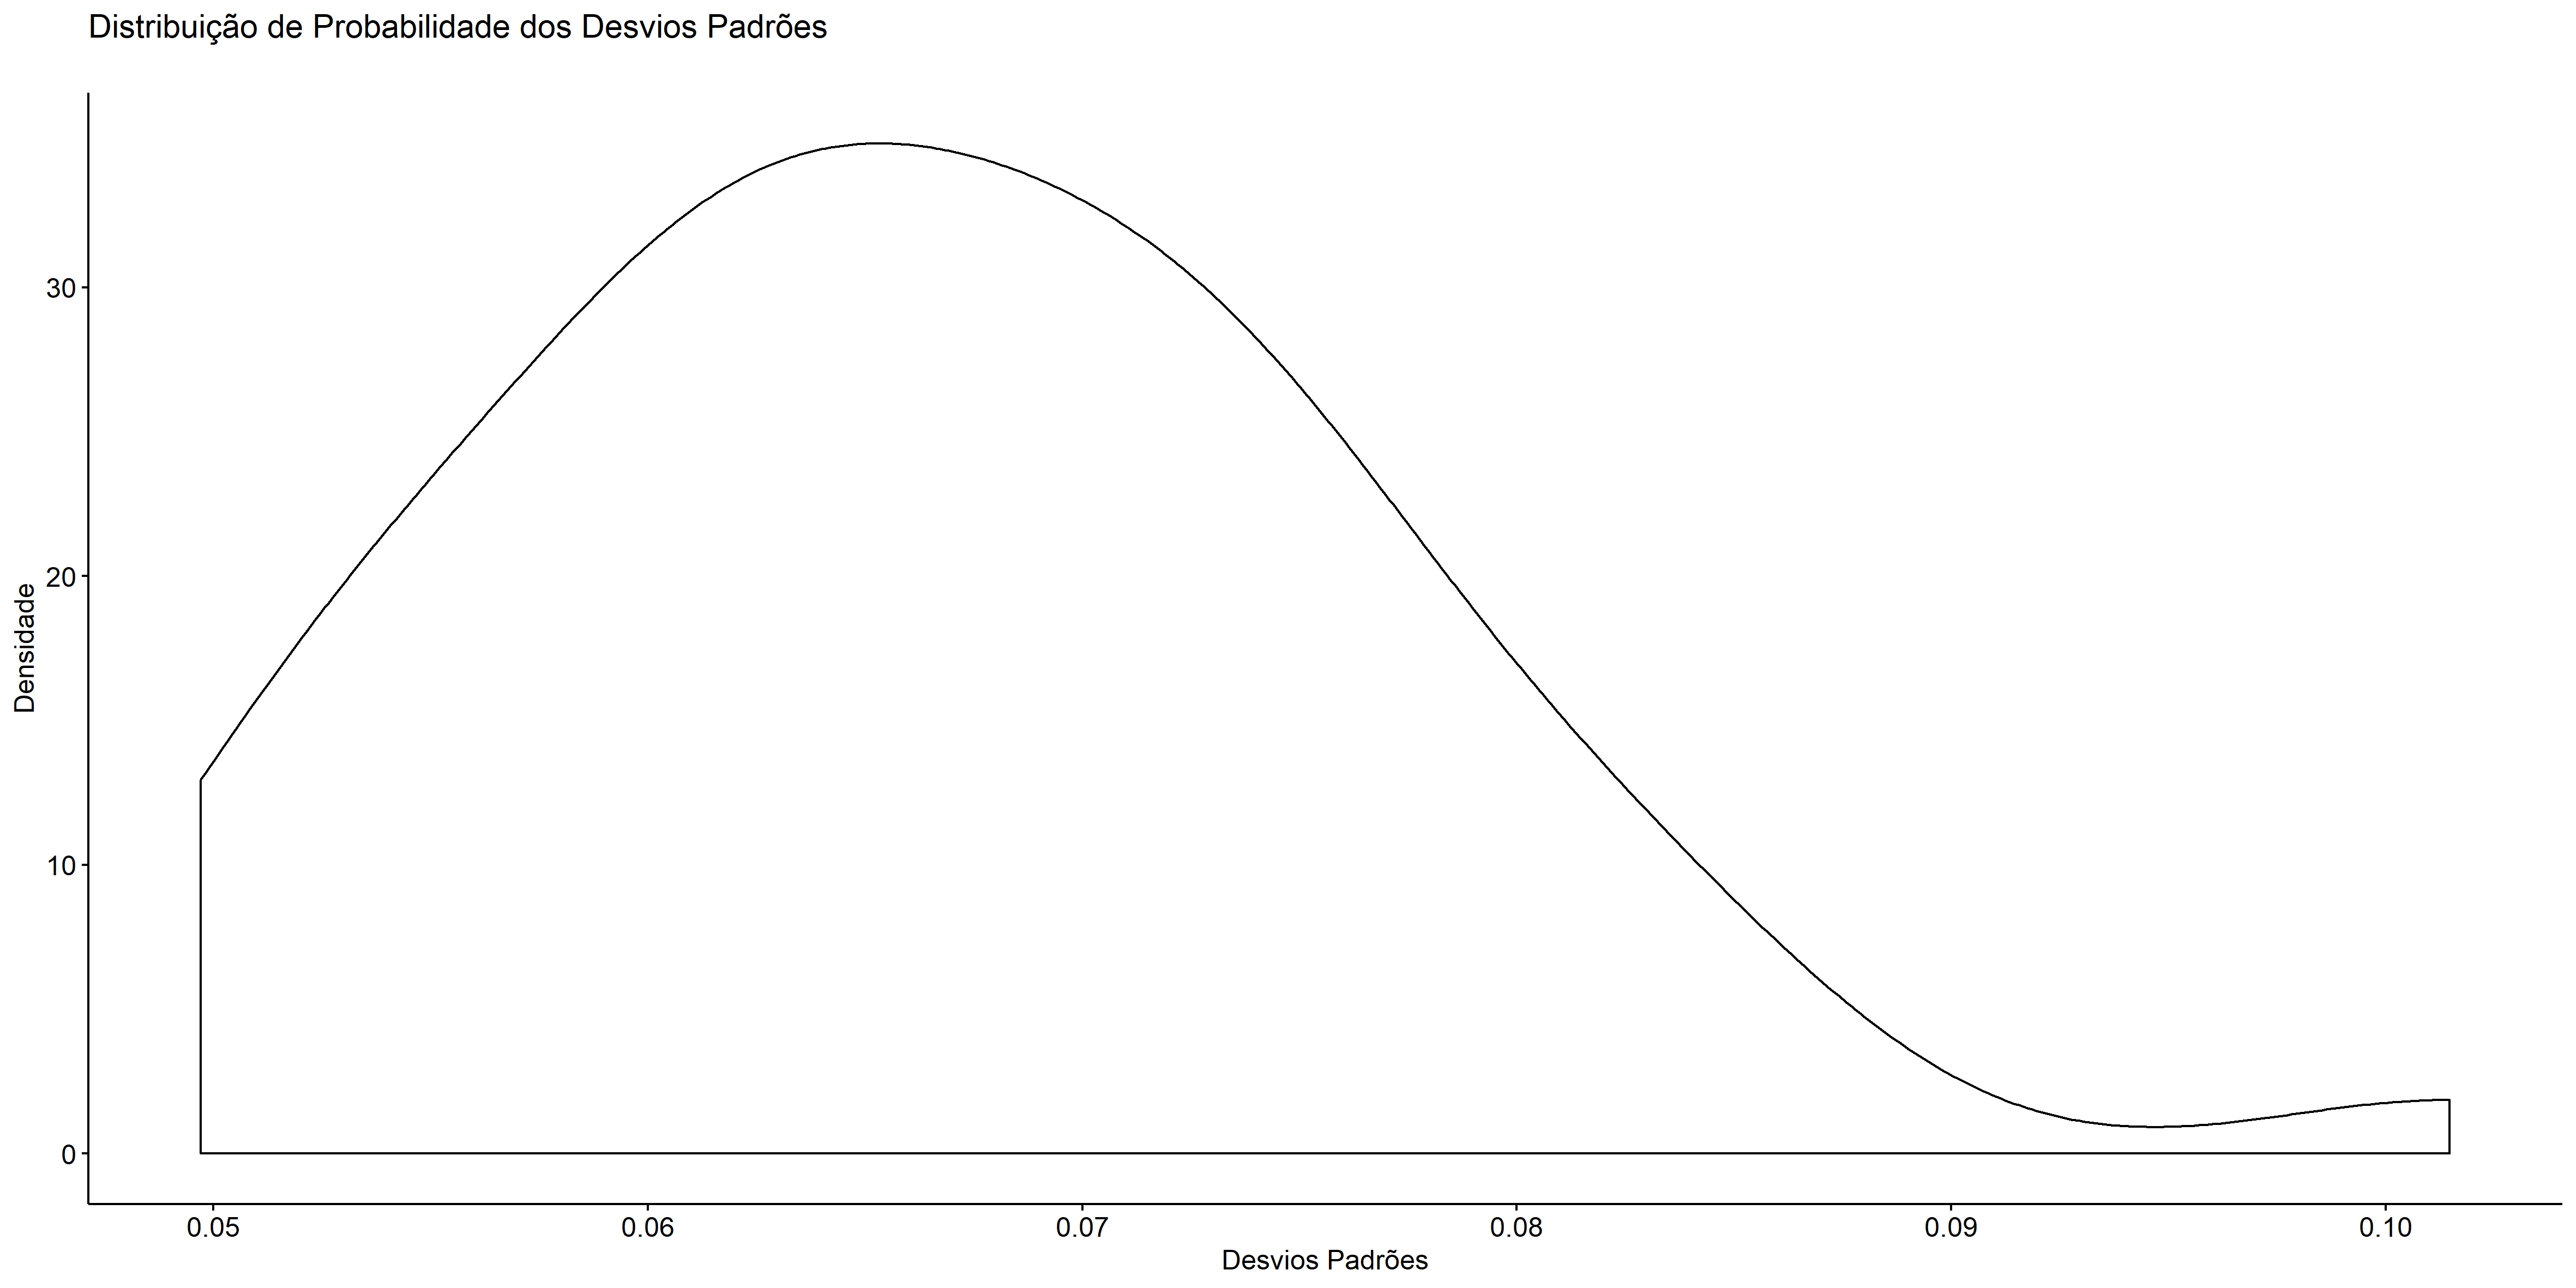 Distribuição de Probabilidade dos Desvios Padrões
30
20
10
0
Densidade
0.05 0.06 0.07 0.08 0.09 0.10
Desvios Padrões